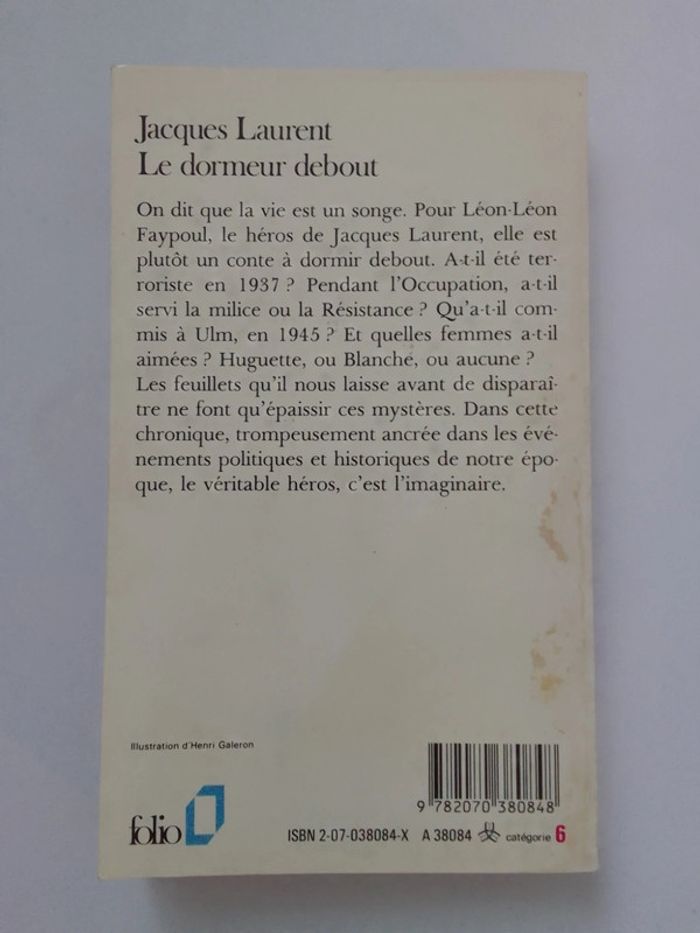 Jacques Laurent
Le dormeur debout
On dit que la vie est un songe. Pour Léon-Léon
Faypoul, le héros de Jacques Laurent, elle est
plutôt un conte à dormir debout. A-t-il été ter-
roriste en 1937 ? Pendant l'Occupation, a-t-il
servi la milice ou la Résistance ? Qu'a-t-il com-
mis à Ulm, en 1945 ? Et quelles femmes a-t-il
aimées ? Huguette, ou Blanche, ou aucune ?
Les feuillets qu'il nous laisse avant de disparaî-
tre ne font qu'épaissir ces mystères. Dans cette
chronique, trompeusement ancrée dans les évé-
nements politiques et historiques de notre épo-
que, le véritable héros, c'est l'imaginaire.
Illustration d'Henri Galeron
9 782070 380848
folio
ISBN 2-07-038084-X A 38084 catégorie 6